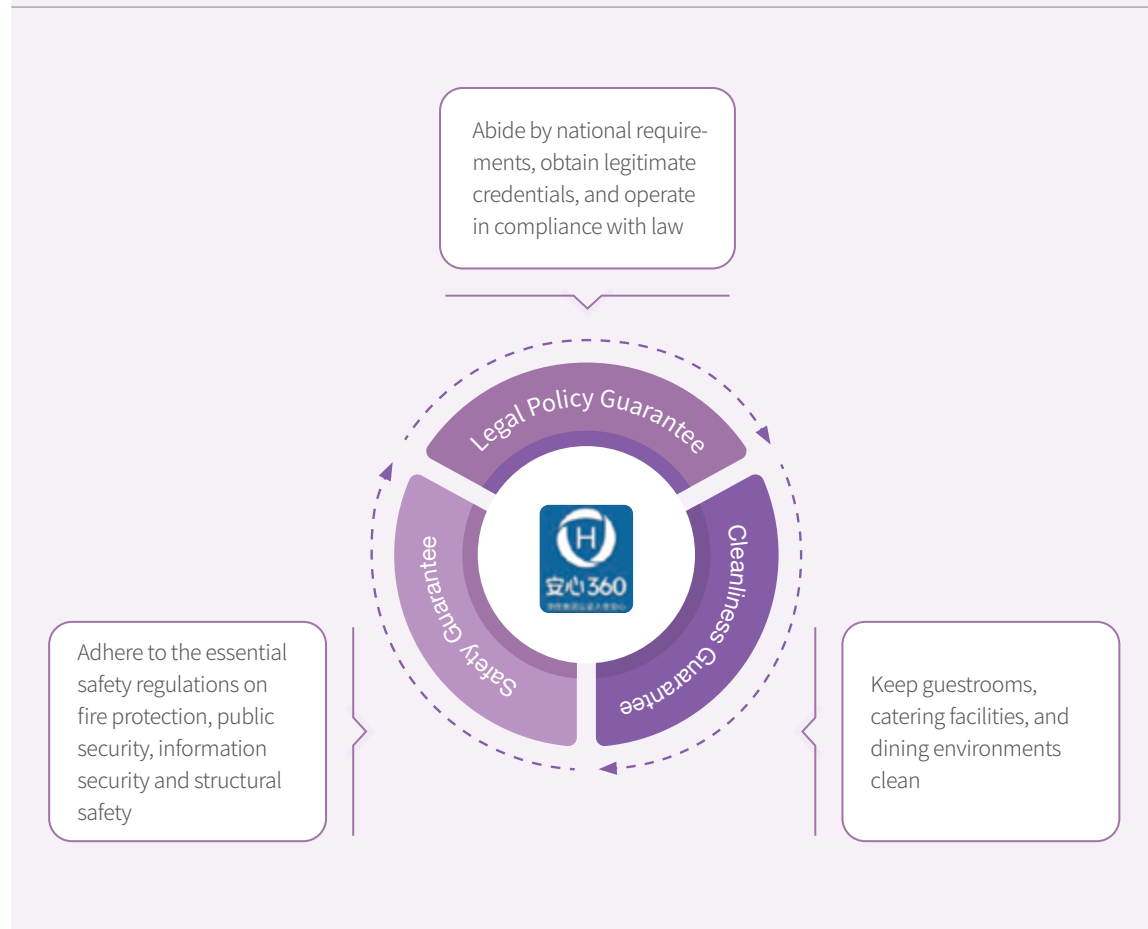 Abide by national require-
ments, obtain legitimate
credentials, and operate
in compliance with law
Legal Policy Guarantee
Safety Guarantee
Cleanliness Guarantee
H
安心360
Adhere to the essential
safety regulations on
fire protection, public
security, information
security and structural
safety
Keep guestrooms,
catering facilities, and
dining environments
clean